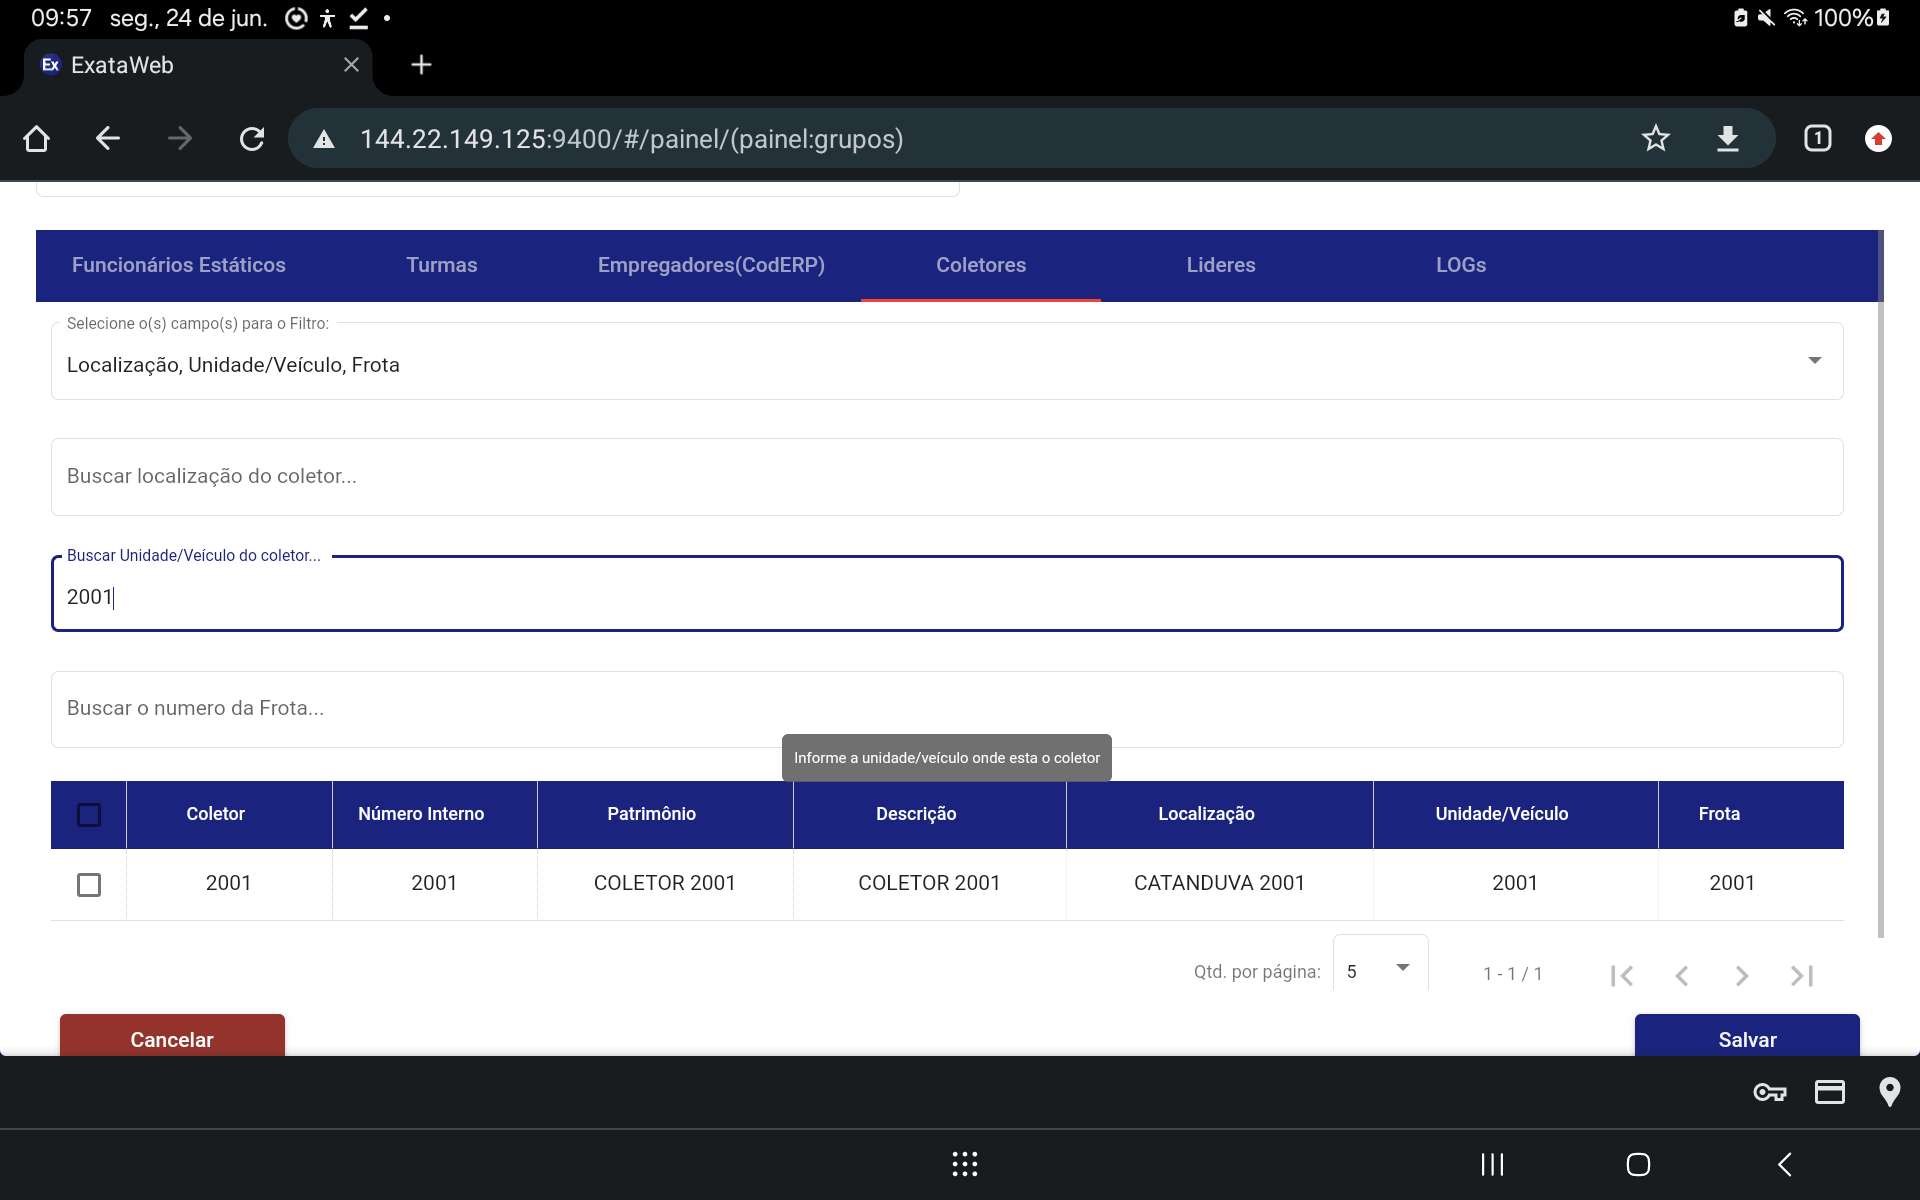 09:57 seg., 24 de jun. 100%
Ex ExataWeb
144.22.149.125:9400/#/painel/(painel:grupos) 1
Funcionários Estáticos Turmas Empregadores(CodERP) Coletores Lideres LOGs
Selecione o(s) campo(s) para o Filtro:
Localização, Unidade/Veículo, Frota
Buscar localização do coletor...
Buscar Unidade/Veículo do coletor...
2001
Buscar o numero da Frota...
Informe a unidade/veículo onde esta o coletor
Coletor Número Interno Patrimônio Descrição Localização Unidade/Veículo Frota
2001 2001 COLETOR 2001 COLETOR 2001 CATANDUVA 2001 2001 2001
Qtd. por página: 5 1 - 1 / 1
Cancelar Salvar